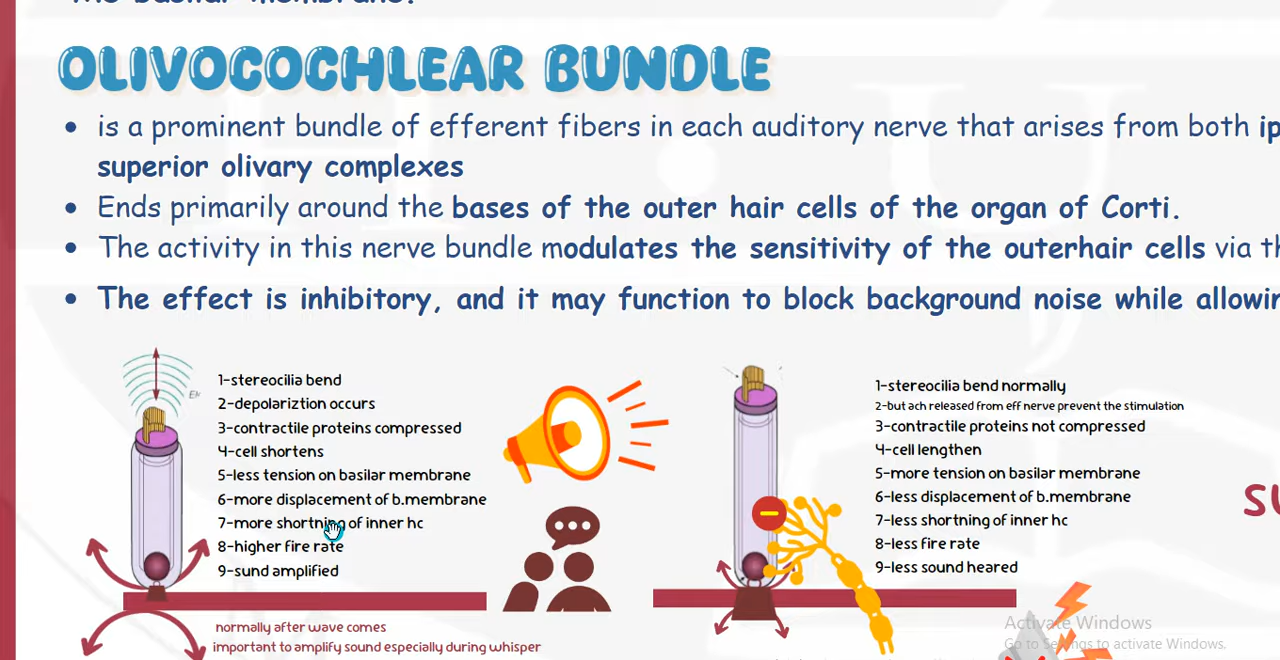 The basilar membrane.
OLIVOCOCHLEAR BUNDLE
• is a prominent bundle of efferent fibers in each auditory nerve that arises from both ip
superior olivary complexes
• Ends primarily around the bases of the outer hair cells of the organ of Corti.
• The activity in this nerve bundle modulates the sensitivity of the outerhair cells via th
• The effect is inhibitory, and it may function to block background noise while allowin
1-stereocilia bend
2-depolariztion occurs
3-contractile proteins compressed
4-cell shortens
5-less tension on basilar membrane
6-more displacement of b.membrane
7-more shortning of inner hc
8-higher fire rate
9-sund amplified
normally after wave comes
important to amplify sound especially during whisper
1-stereocilia bend normally
2-but ach released from eff nerve prevent the stimulation
3-contractile proteins not compressed
4-cell lengthen
5-more tension on basilar membrane
6-less displacement of b.membrane
7-less shortning of inner hc
8-less fire rate
9-less sound heared
SU
Activate Windows
Go to Settings to activate Windows.